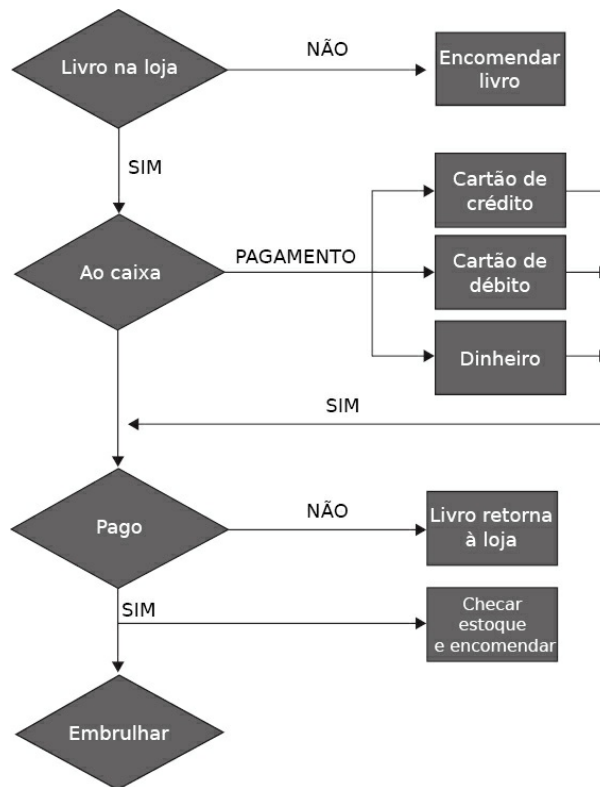 Livro na loja
NÃO
Encomendar
livro
SIM
Cartão de
crédito
Ao caixa
PAGAMENTO
Cartão de
débito
Dinheiro
SIM
Pago
NÃO
Livro retorna
à loja
SIM
Checar
estoque
e encomendar
Embrulhar